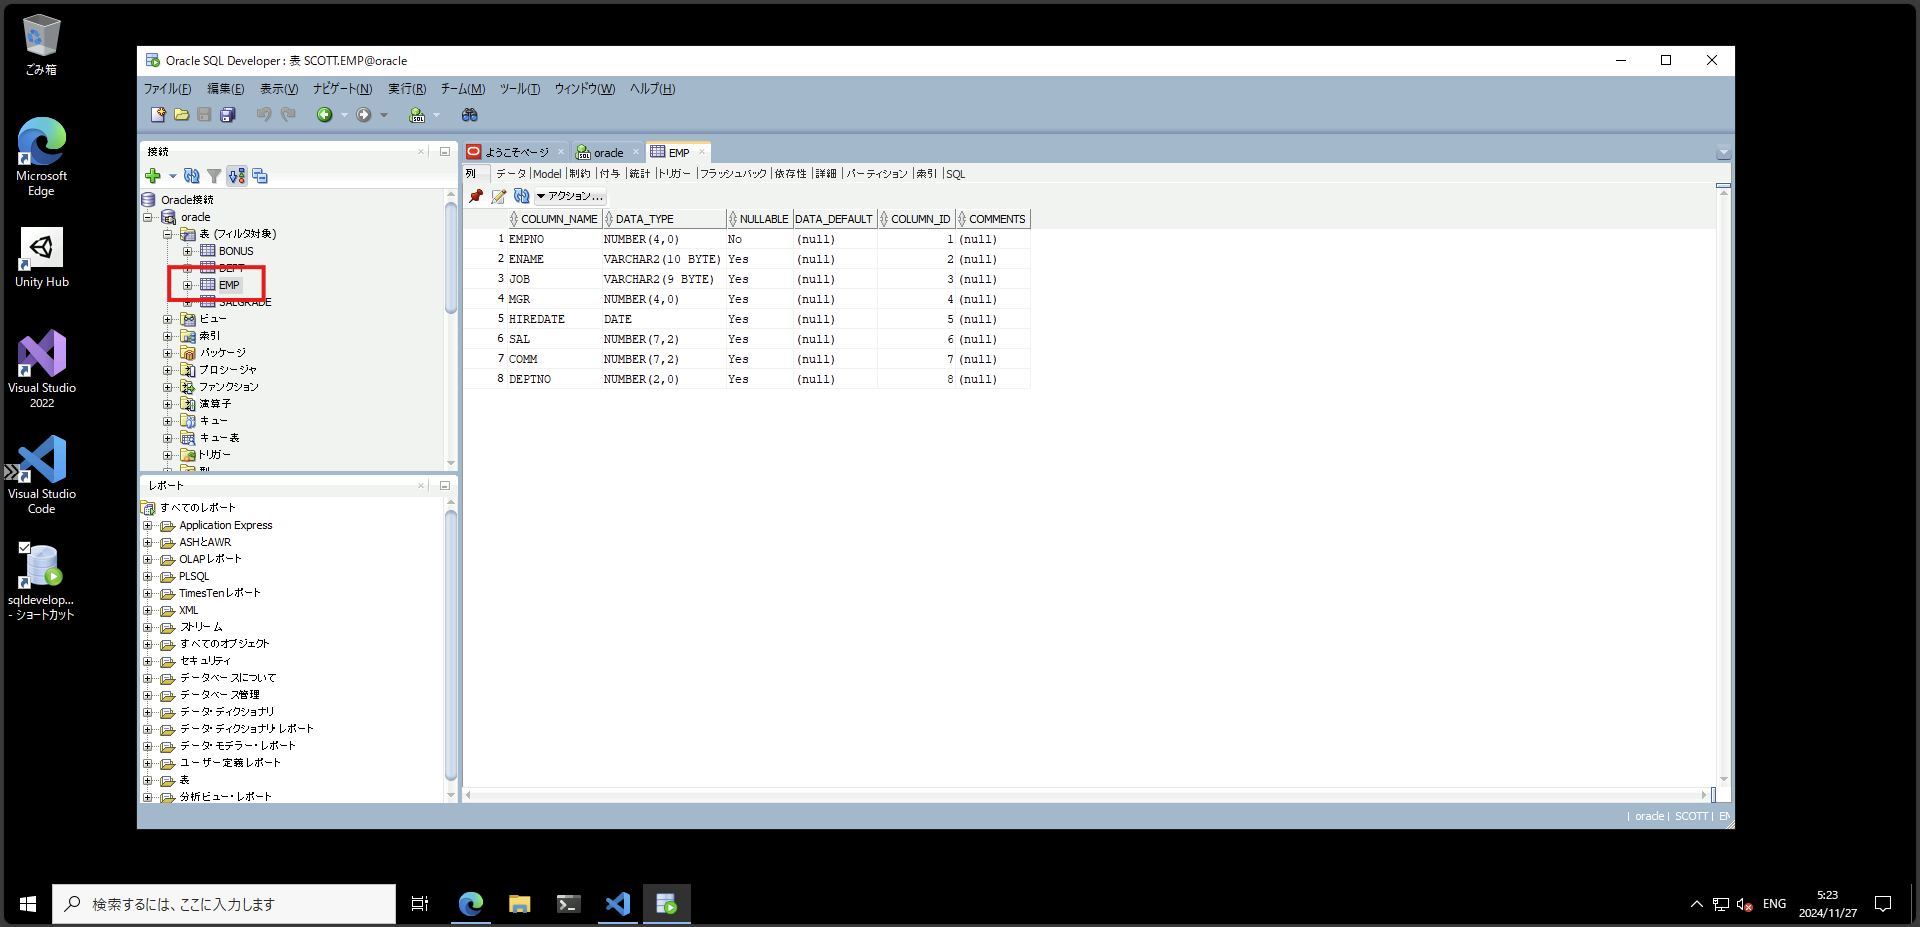 ごみ箱
Microsoft
Edge
Unity Hub
Visual Studio
2022
Visual Studio
Code
sqldevelop...
- ショートカット
Oracle SQL Developer : 表 SCOTT.EMP@oracle
ファイル(F) 編集(E) 表示(V) ナビゲート(N) 実行(R) チーム(M) ツール(T) ウィンドウ(W) ヘルプ(H)
接続
Oracle接続
oracle
表 (フィルタ対象)
BONUS
DEPT
EMP
SALGRADE
ビュー
索引
パッケージ
プロシージャ
ファンクション
演算子
キュー
キュー表
トリガー
型
レポート
すべてのレポート
Application Express
ASHとAWR
OLAPレポート
PLSQL
TimesTenレポート
XML
ストリーム
すべてのオブジェクト
セキュリティ
データベースについて
データベース管理
データ・ディクショナリ
データ・ディクショナリ・レポート
データ・モデラー・レポート
ユーザー定義レポート
表
分析ビュー・レポート
ようこそページ oracle EMP
列 データ Model 制約 付与 統計 トリガー フラッシュバック 依存性 詳細 パーティション 索引 SQL
アクション...
COLUMN_NAME DATA_TYPE NULLABLE DATA_DEFAULT COLUMN_ID COMMENTS
1 EMPNO NUMBER(4,0) No (null) 1 (null)
2 ENAME VARCHAR2(10 BYTE) Yes (null) 2 (null)
3 JOB VARCHAR2(9 BYTE) Yes (null) 3 (null)
4 MGR NUMBER(4,0) Yes (null) 4 (null)
5 HIREDATE DATE Yes (null) 5 (null)
6 SAL NUMBER(7,2) Yes (null) 6 (null)
7 COMM NUMBER(7,2) Yes (null) 7 (null)
8 DEPTNO NUMBER(2,0) Yes (null) 8 (null)
| oracle | SCOTT |
検索するには、ここに入力します
ENG
5:23
2024/11/27